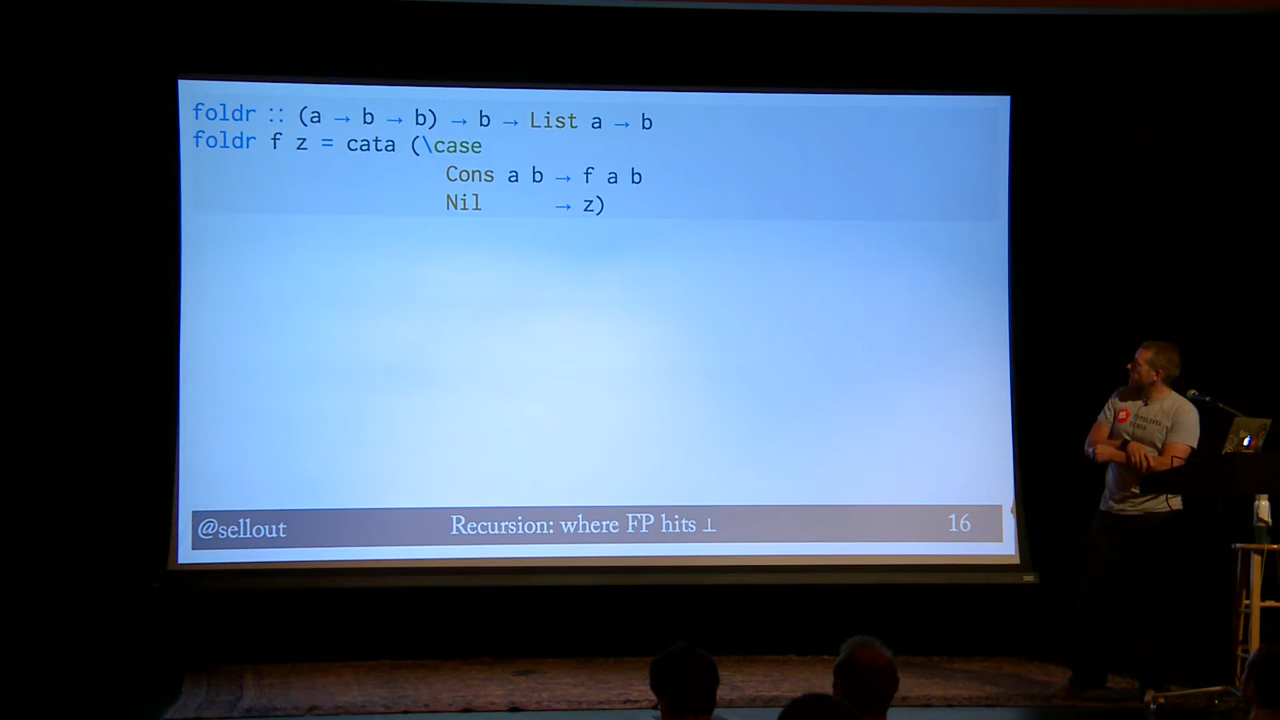 foldr :: (a → b → b) → b → List a → b
foldr f z = cata (\case
Cons a b → f a b
Nil → z)
@sellout
Recursion: where FP hits ⊥
16